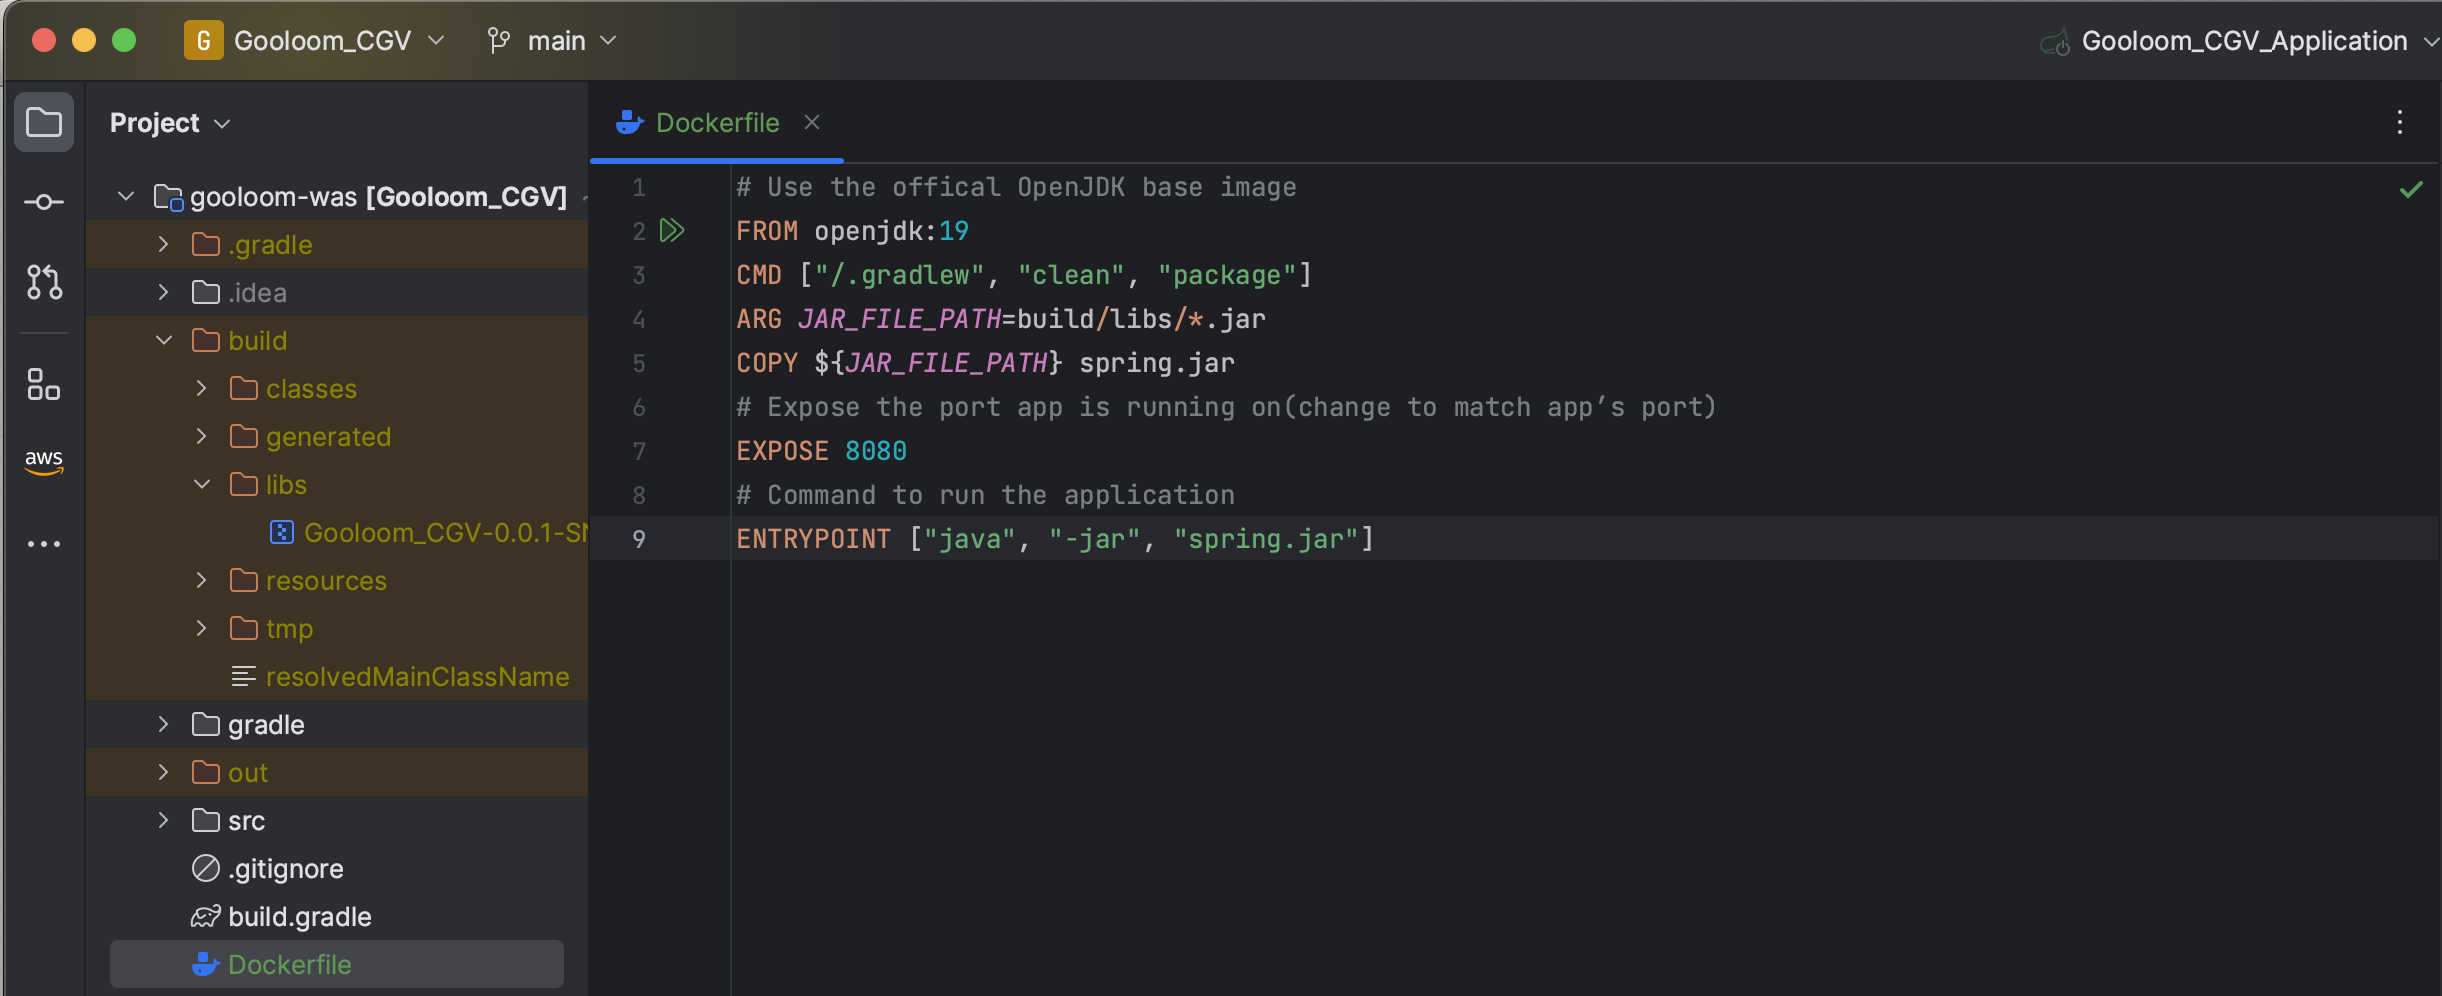 G Gooloom_CGV main Gooloom_CGV_Application
Project
gooloom-was [Gooloom_CGV]
.gradle
.idea
build
classes
generated
libs
Gooloom_CGV-0.0.1-SN
resources
tmp
resolvedMainClassName
gradle
out
src
.gitignore
build.gradle
Dockerfile
aws
Dockerfile
1 # Use the offical OpenJDK base image
2 FROM openjdk:19
3 CMD ["/.gradlew", "clean", "package"]
4 ARG JAR_FILE_PATH=build/libs/*.jar
5 COPY ${JAR_FILE_PATH} spring.jar
6 # Expose the port app is running on(change to match app’s port)
7 EXPOSE 8080
8 # Command to run the application
9 ENTRYPOINT ["java", "-jar", "spring.jar"]